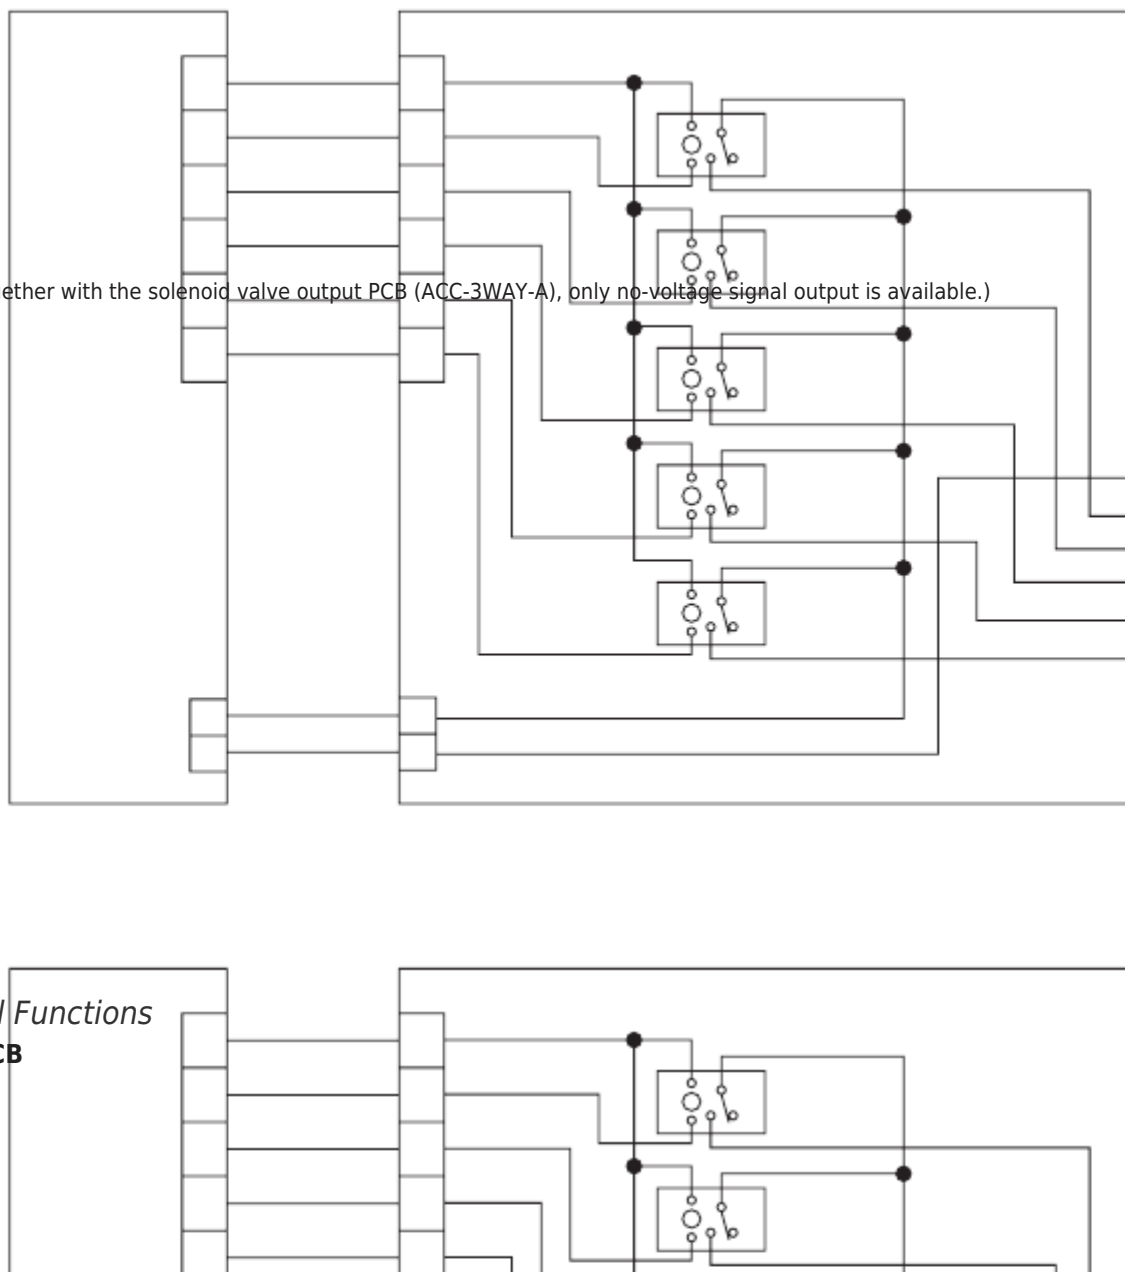 ether with the solenoid valve output PCB (ACC-3WAY-A), only no-voltage signal output is available.)
Functions
CB